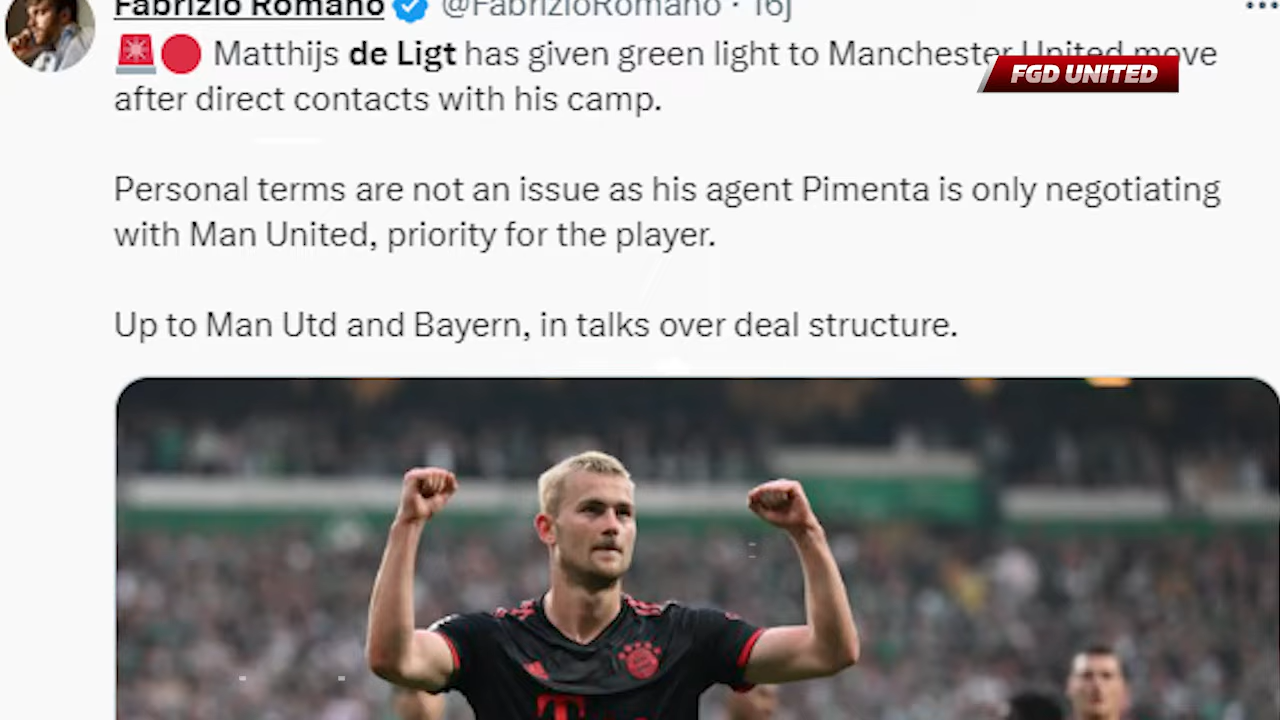 Fabrizio Romano @FabrizioRomano · 16j
Matthijs de Ligt has given green light to Manchester United move
FGD UNITED
after direct contacts with his camp.
Personal terms are not an issue as his agent Pimenta is only negotiating
with Man United, priority for the player.
Up to Man Utd and Bayern, in talks over deal structure.